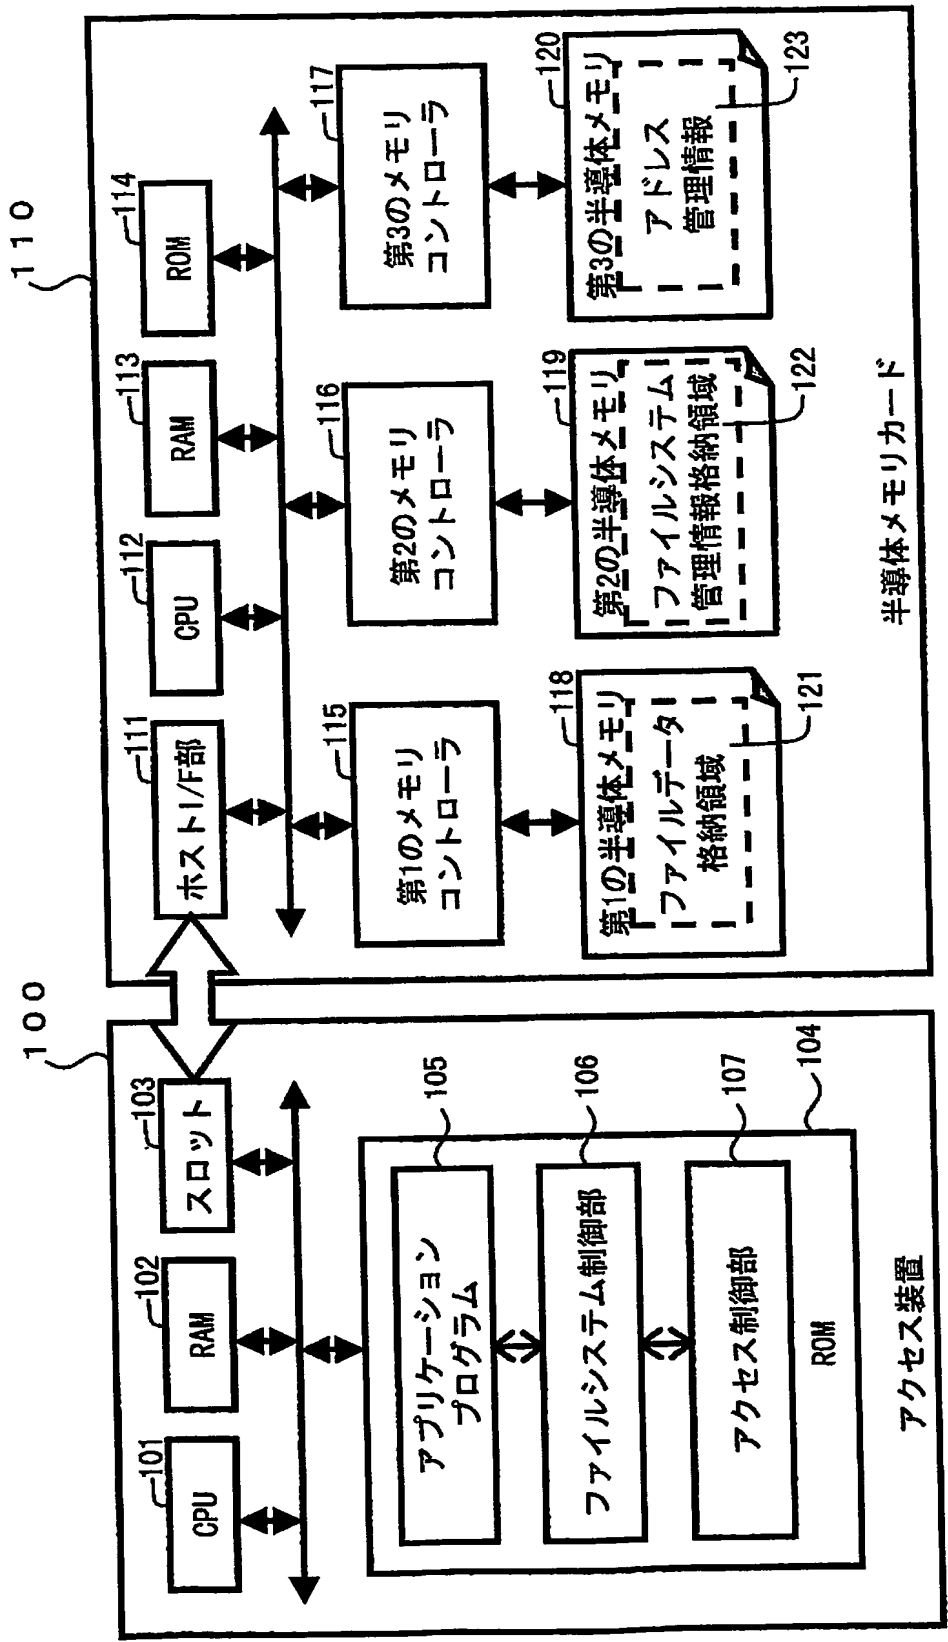 100
101
CPU
102
RAM
103
スロット
105
アプリケーション
プログラム
106
ファイルシステム制御部
107
アクセス制御部
104
ROM
アクセス装置
110
111
ホストI/F部
112
CPU
113
RAM
114
ROM
115
第1のメモリ
コントローラ
116
第2のメモリ
コントローラ
117
第3のメモリ
コントローラ
118
第1の半導体メモリ
ファイルデータ
格納領域
121
119
第2の半導体メモリ
ファイルシステム
管理情報格納領域
122
120
第3の半導体メモリ
アドレス
管理情報
123
半導体メモリカード